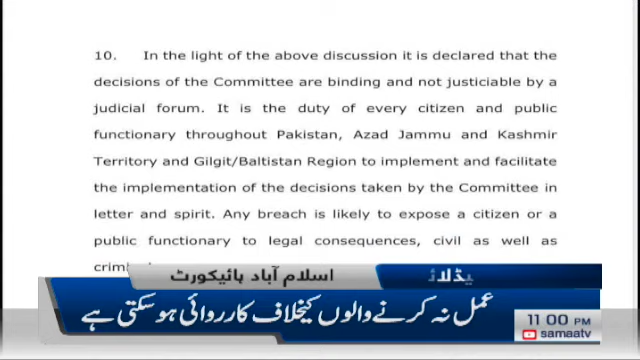 10. In the light of the above discussion it is declared that the
decisions of the Committee are binding and not justiciable by a
judicial forum. It is the duty of every citizen and public
functionary throughout Pakistan, Azad Jammu and Kashmir
Territory and Gilgit/Baltistan Region to implement and facilitate
the implementation of the decisions taken by the Committee in
letter and spirit. Any breach is likely to expose a citizen or a
public functionary to legal consequences, civil as well as
اسلام آباد ہائیکورٹ
عمل نہ کرنے والوں کیخلاف کارروائی ہوسکتی ہے
11:00 PM
samaatv